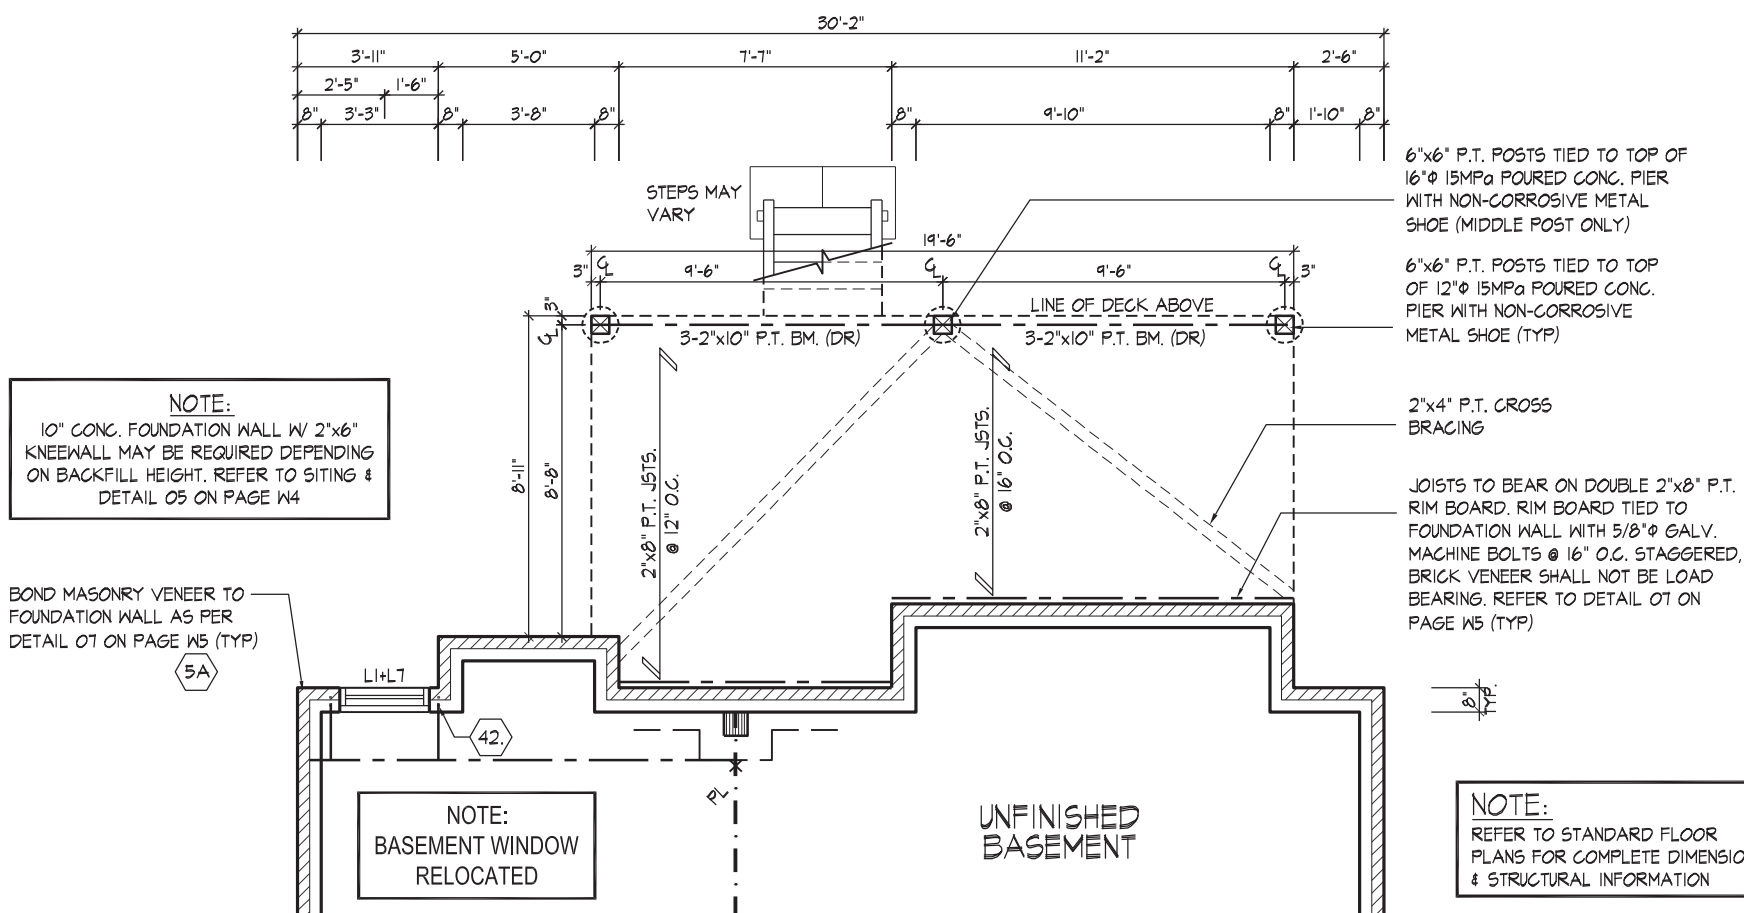 30'-2"
3'-11" 5'-0" 7'-7" 11'-2" 2'-6"
2'-5" 1'-6"
8" 3'-3" 8" 3'-8" 8" 8" 9'-10" 8" 1'-10" 8"
STEPS MAY
VARY
19'-6"
3" CL 9'-6" CL 9'-6" CL 3"
3"
CL
LINE OF DECK ABOVE
3-2"x10" P.T. BM. (DR)
3-2"x10" P.T. BM. (DR)
6"x6" P.T. POSTS TIED TO TOP OF
16"Φ 15MPa POURED CONC. PIER
WITH NON-CORROSIVE METAL
SHOE (MIDDLE POST ONLY)
6"x6" P.T. POSTS TIED TO TOP
OF 12"Φ 15MPa POURED CONC.
PIER WITH NON-CORROSIVE
METAL SHOE (TYP)
2"x4" P.T. CROSS
BRACING
JOISTS TO BEAR ON DOUBLE 2"x8" P.T.
RIM BOARD. RIM BOARD TIED TO
FOUNDATION WALL WITH 5/8"Φ GALV.
MACHINE BOLTS @ 16" O.C. STAGGERED,
BRICK VENEER SHALL NOT BE LOAD
BEARING. REFER TO DETAIL 07 ON
PAGE W5 (TYP)
8'-11"
8'-8"
2"x8" P.T. JSTS.
@ 12" O.C.
2"x8" P.T. JSTS.
@ 16" O.C.
NOTE:
10" CONC. FOUNDATION WALL W/ 2"x6"
KNEEWALL MAY BE REQUIRED DEPENDING
ON BACKFILL HEIGHT. REFER TO SITING &
DETAIL 05 ON PAGE W4
BOND MASONRY VENEER TO
FOUNDATION WALL AS PER
DETAIL 07 ON PAGE W5 (TYP)
5A
L1+L7
42.
PL
8"
TYP.
NOTE:
BASEMENT WINDOW
RELOCATED
UNFINISHED
BASEMENT
NOTE:
REFER TO STANDARD FLOOR
PLANS FOR COMPLETE DIMENSIO
& STRUCTURAL INFORMATION